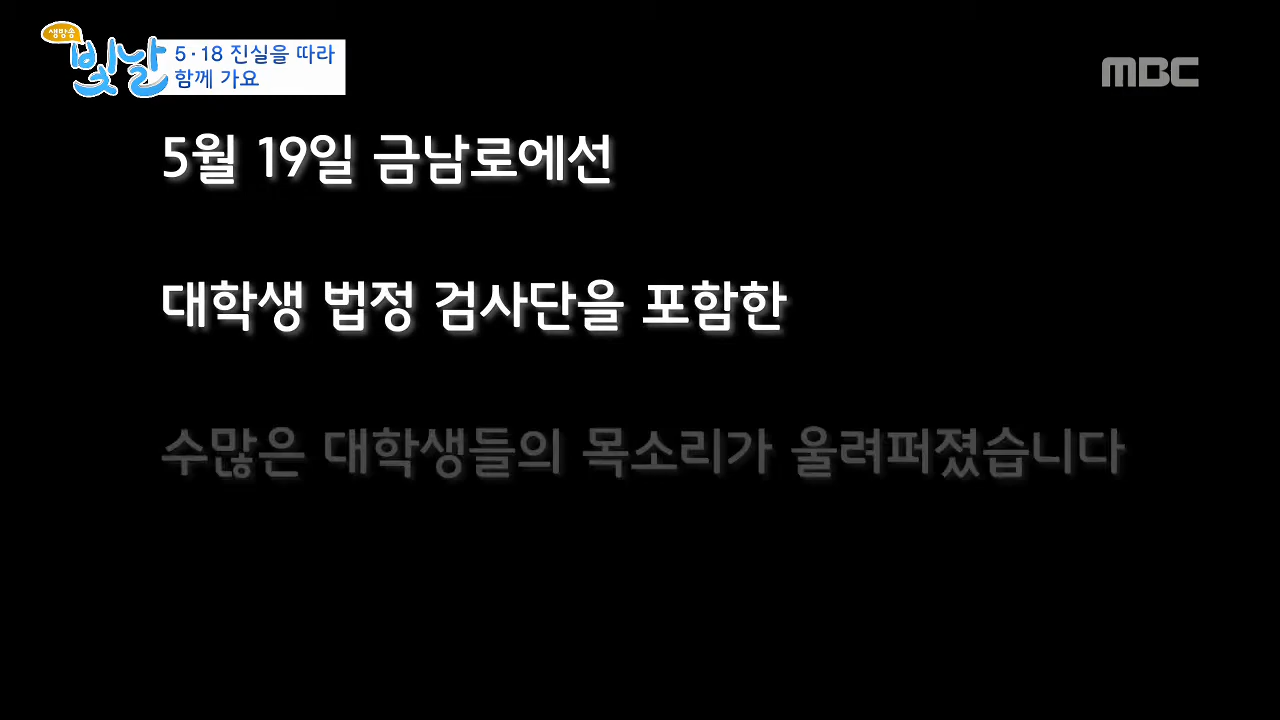 생방송
빛날
5·18 진실을 따라
함께 가요
MBC
5월 19일 금남로에선
대학생 법정 검사단을 포함한
수많은 대학생들의 목소리가 울려퍼졌습니다